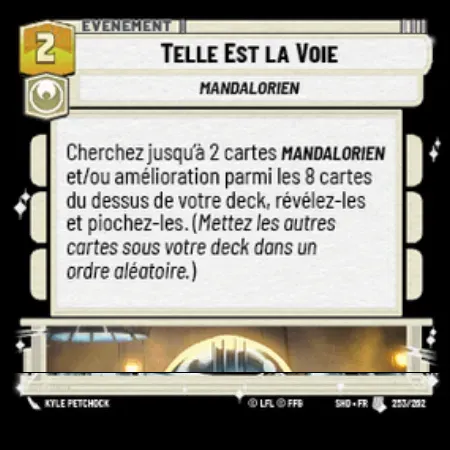 EVENEMENT
2
TELLE EST LA VOIE
MANDALORIEN
Cherchez jusqu'à 2 cartes MANDALORIEN
et/ou amélioration parmi les 8 cartes
du dessus de votre deck, révélez-les
et piochez-les. (Mettez les autres
cartes sous votre deck dans un
ordre aléatoire.)
KYLE PETCHOCK
© LFL © FFG
SHD • FR
253/262